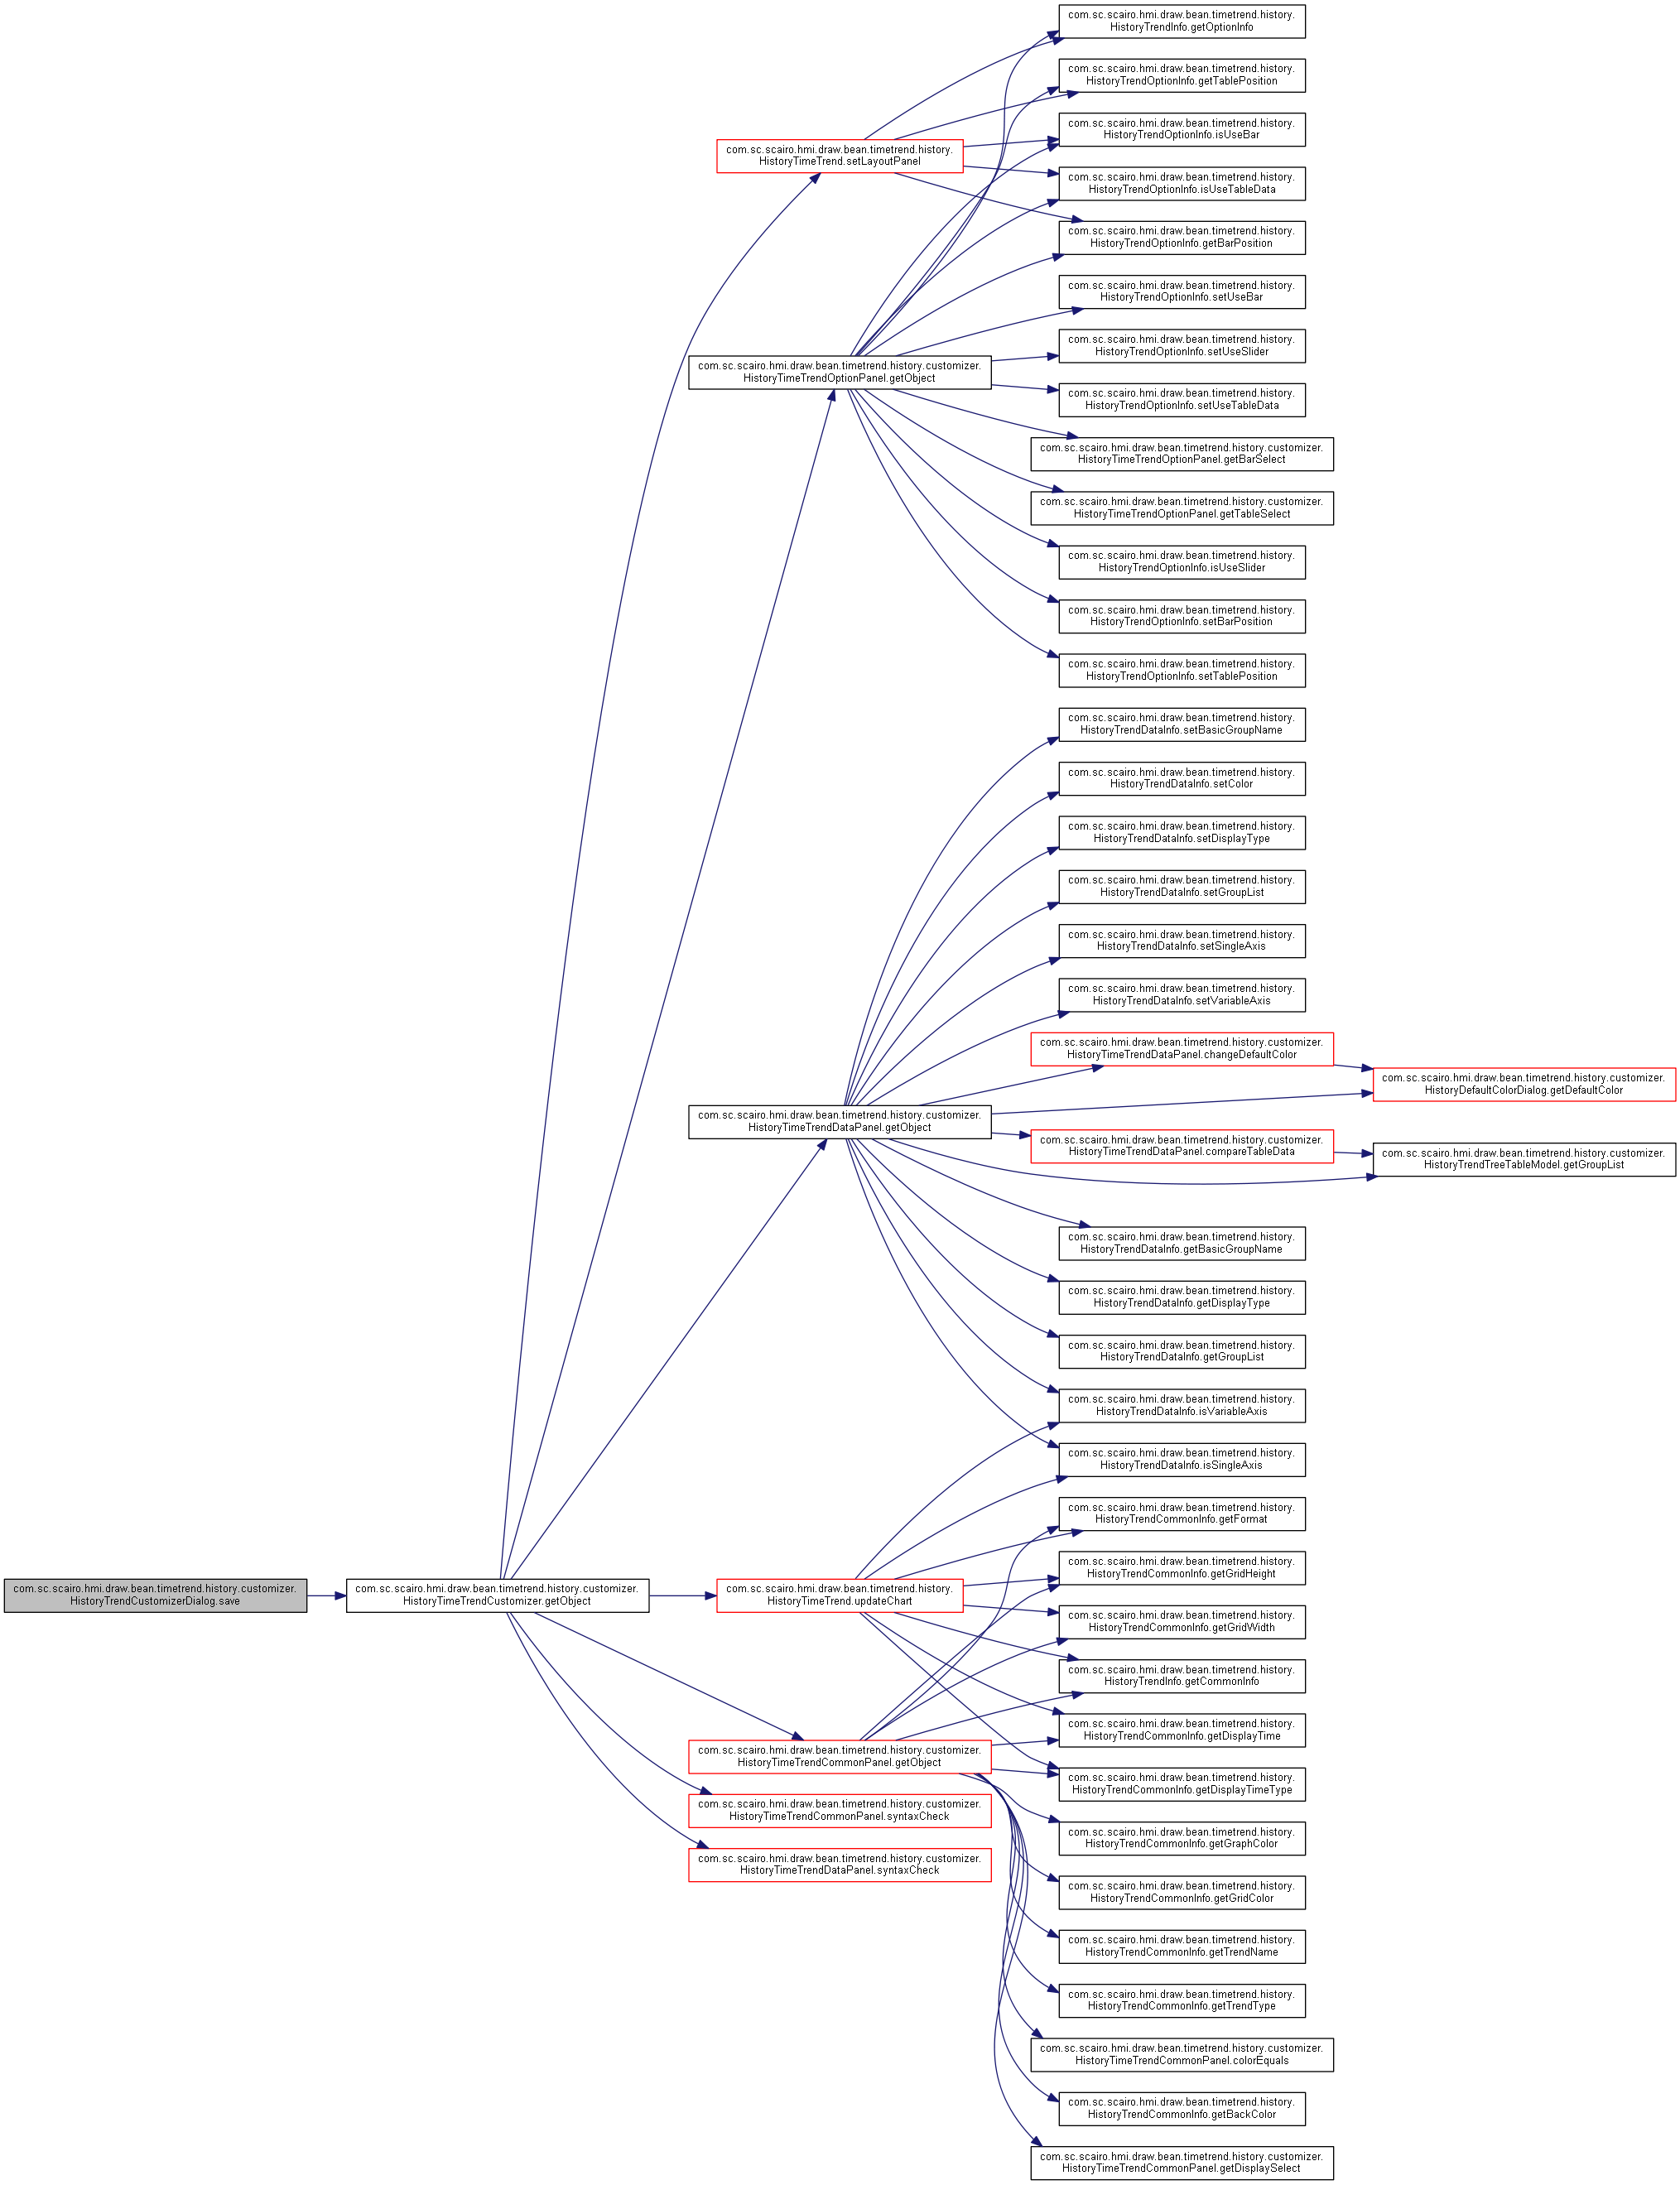 com.sc.scairo.hmi.draw.bean.timetrend.history.customizer.
HistoryTrendCustomizerDialog.save
com.sc.scairo.hmi.draw.bean.timetrend.history.customizer.
HistoryTimeTrendCustomizer.getObject
com.sc.scairo.hmi.draw.bean.timetrend.history.
HistoryTimeTrend.setLayoutPanel
com.sc.scairo.hmi.draw.bean.timetrend.history.customizer.
HistoryTimeTrendOptionPanel.getObject
com.sc.scairo.hmi.draw.bean.timetrend.history.customizer.
HistoryTimeTrendDataPanel.getObject
com.sc.scairo.hmi.draw.bean.timetrend.history.
HistoryTimeTrend.updateChart
com.sc.scairo.hmi.draw.bean.timetrend.history.customizer.
HistoryTimeTrendCommonPanel.getObject
com.sc.scairo.hmi.draw.bean.timetrend.history.customizer.
HistoryTimeTrendCommonPanel.syntaxCheck
com.sc.scairo.hmi.draw.bean.timetrend.history.customizer.
HistoryTimeTrendDataPanel.syntaxCheck
com.sc.scairo.hmi.draw.bean.timetrend.history.
HistoryTrendInfo.getOptionInfo
com.sc.scairo.hmi.draw.bean.timetrend.history.
HistoryTrendOptionInfo.getTablePosition
com.sc.scairo.hmi.draw.bean.timetrend.history.
HistoryTrendOptionInfo.isUseBar
com.sc.scairo.hmi.draw.bean.timetrend.history.
HistoryTrendOptionInfo.isUseTableData
com.sc.scairo.hmi.draw.bean.timetrend.history.
HistoryTrendOptionInfo.getBarPosition
com.sc.scairo.hmi.draw.bean.timetrend.history.
HistoryTrendOptionInfo.setUseBar
com.sc.scairo.hmi.draw.bean.timetrend.history.
HistoryTrendOptionInfo.setUseSlider
com.sc.scairo.hmi.draw.bean.timetrend.history.
HistoryTrendOptionInfo.setUseTableData
com.sc.scairo.hmi.draw.bean.timetrend.history.customizer.
HistoryTimeTrendOptionPanel.getBarSelect
com.sc.scairo.hmi.draw.bean.timetrend.history.customizer.
HistoryTimeTrendOptionPanel.getTableSelect
com.sc.scairo.hmi.draw.bean.timetrend.history.
HistoryTrendOptionInfo.isUseSlider
com.sc.scairo.hmi.draw.bean.timetrend.history.
HistoryTrendOptionInfo.setBarPosition
com.sc.scairo.hmi.draw.bean.timetrend.history.
HistoryTrendOptionInfo.setTablePosition
com.sc.scairo.hmi.draw.bean.timetrend.history.
HistoryTrendDataInfo.setBasicGroupName
com.sc.scairo.hmi.draw.bean.timetrend.history.
HistoryTrendDataInfo.setColor
com.sc.scairo.hmi.draw.bean.timetrend.history.
HistoryTrendDataInfo.setDisplayType
com.sc.scairo.hmi.draw.bean.timetrend.history.
HistoryTrendDataInfo.setGroupList
com.sc.scairo.hmi.draw.bean.timetrend.history.
HistoryTrendDataInfo.setSingleAxis
com.sc.scairo.hmi.draw.bean.timetrend.history.
HistoryTrendDataInfo.setVariableAxis
com.sc.scairo.hmi.draw.bean.timetrend.history.customizer.
HistoryTimeTrendDataPanel.changeDefaultColor
com.sc.scairo.hmi.draw.bean.timetrend.history.customizer.
HistoryDefaultColorDialog.getDefaultColor
com.sc.scairo.hmi.draw.bean.timetrend.history.customizer.
HistoryTimeTrendDataPanel.compareTableData
com.sc.scairo.hmi.draw.bean.timetrend.history.customizer.
HistoryTrendTreeTableModel.getGroupList
com.sc.scairo.hmi.draw.bean.timetrend.history.
HistoryTrendDataInfo.getBasicGroupName
com.sc.scairo.hmi.draw.bean.timetrend.history.
HistoryTrendDataInfo.getDisplayType
com.sc.scairo.hmi.draw.bean.timetrend.history.
HistoryTrendDataInfo.getGroupList
com.sc.scairo.hmi.draw.bean.timetrend.history.
HistoryTrendDataInfo.isVariableAxis
com.sc.scairo.hmi.draw.bean.timetrend.history.
HistoryTrendDataInfo.isSingleAxis
com.sc.scairo.hmi.draw.bean.timetrend.history.
HistoryTrendCommonInfo.getFormat
com.sc.scairo.hmi.draw.bean.timetrend.history.
HistoryTrendCommonInfo.getGridHeight
com.sc.scairo.hmi.draw.bean.timetrend.history.
HistoryTrendCommonInfo.getGridWidth
com.sc.scairo.hmi.draw.bean.timetrend.history.
HistoryTrendInfo.getCommonInfo
com.sc.scairo.hmi.draw.bean.timetrend.history.
HistoryTrendCommonInfo.getDisplayTime
com.sc.scairo.hmi.draw.bean.timetrend.history.
HistoryTrendCommonInfo.getDisplayTimeType
com.sc.scairo.hmi.draw.bean.timetrend.history.
HistoryTrendCommonInfo.getGraphColor
com.sc.scairo.hmi.draw.bean.timetrend.history.
HistoryTrendCommonInfo.getGridColor
com.sc.scairo.hmi.draw.bean.timetrend.history.
HistoryTrendCommonInfo.getTrendName
com.sc.scairo.hmi.draw.bean.timetrend.history.
HistoryTrendCommonInfo.getTrendType
com.sc.scairo.hmi.draw.bean.timetrend.history.customizer.
HistoryTimeTrendCommonPanel.colorEquals
com.sc.scairo.hmi.draw.bean.timetrend.history.
HistoryTrendCommonInfo.getBackColor
com.sc.scairo.hmi.draw.bean.timetrend.history.customizer.
HistoryTimeTrendCommonPanel.getDisplaySelect